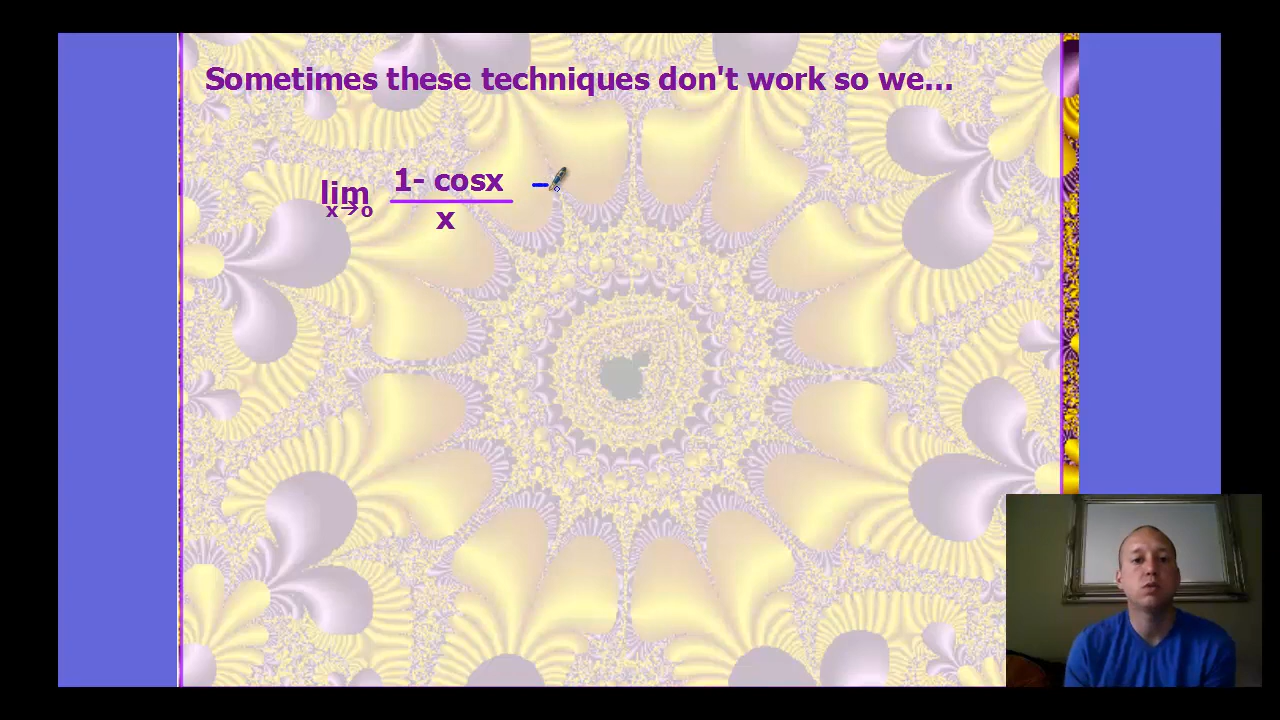 Sometimes these techniques don't work so we...
lim 1- cosx
x→0 x